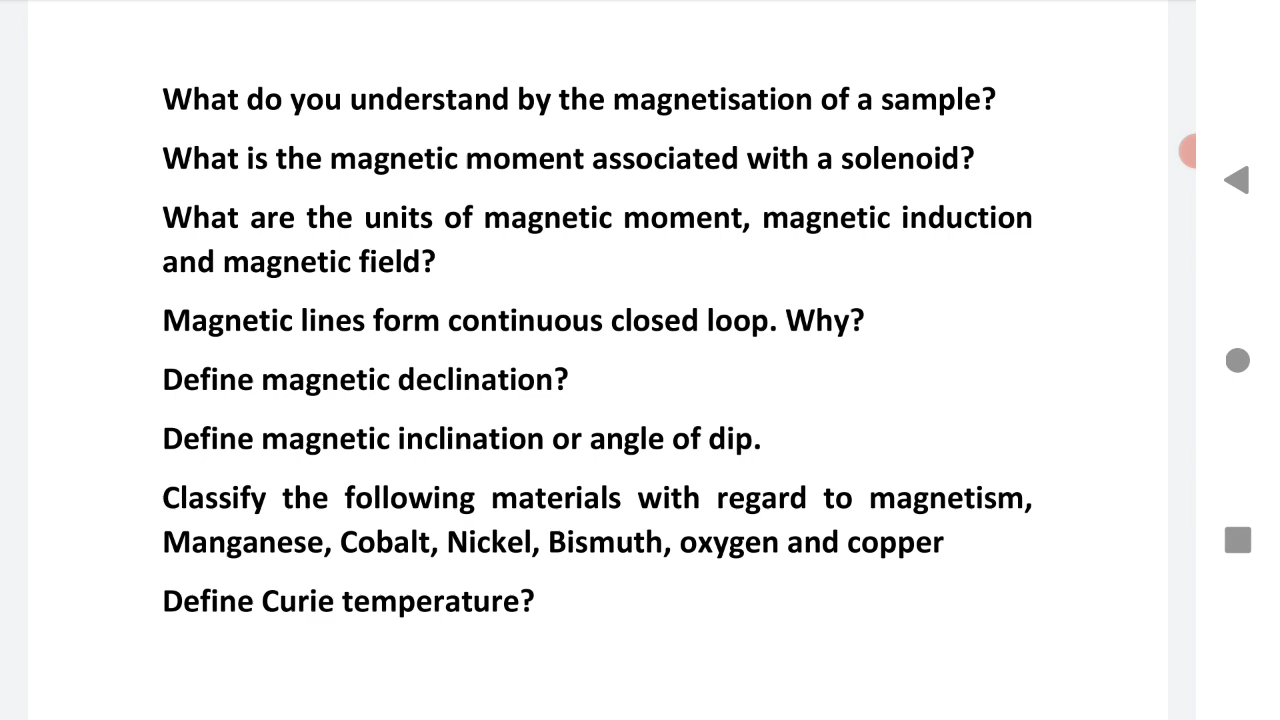 What do you understand by the magnetisation of a sample?
What is the magnetic moment associated with a solenoid?
What are the units of magnetic moment, magnetic induction
and magnetic field?
Magnetic lines form continuous closed loop. Why?
Define magnetic declination?
Define magnetic inclination or angle of dip.
Classify the following materials with regard to magnetism,
Manganese, Cobalt, Nickel, Bismuth, oxygen and copper
Define Curie temperature?